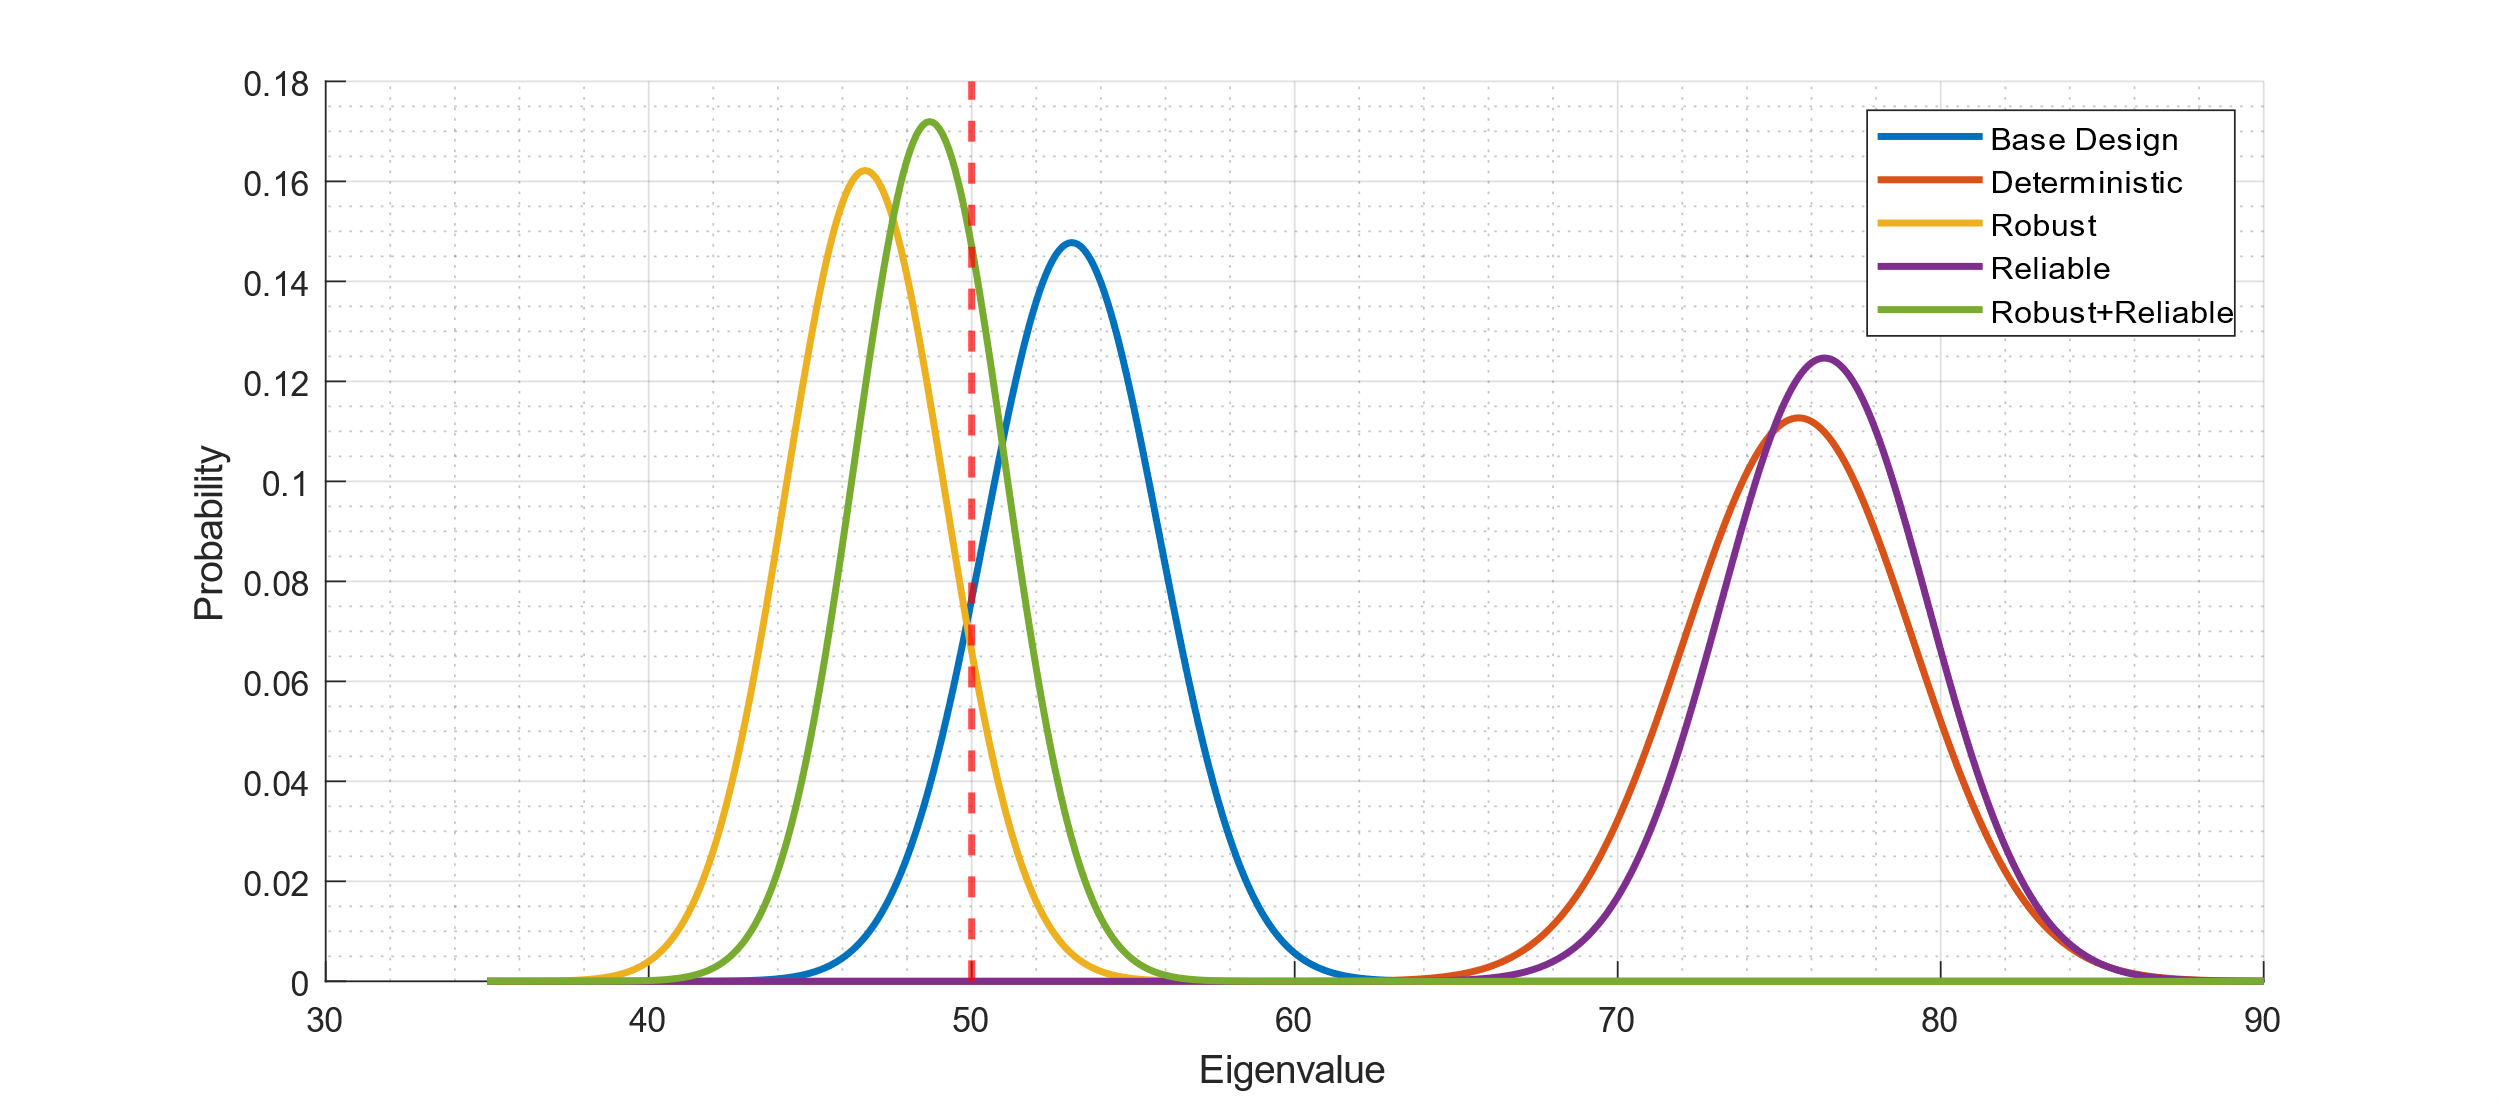 0.18
0.16
0.14
0.12
0.1
0.08
0.06
0.04
0.02
0
Probability
30 40 50 60 70 80 90
Eigenvalue
Base Design
Deterministic
Robust
Reliable
Robust+Reliable